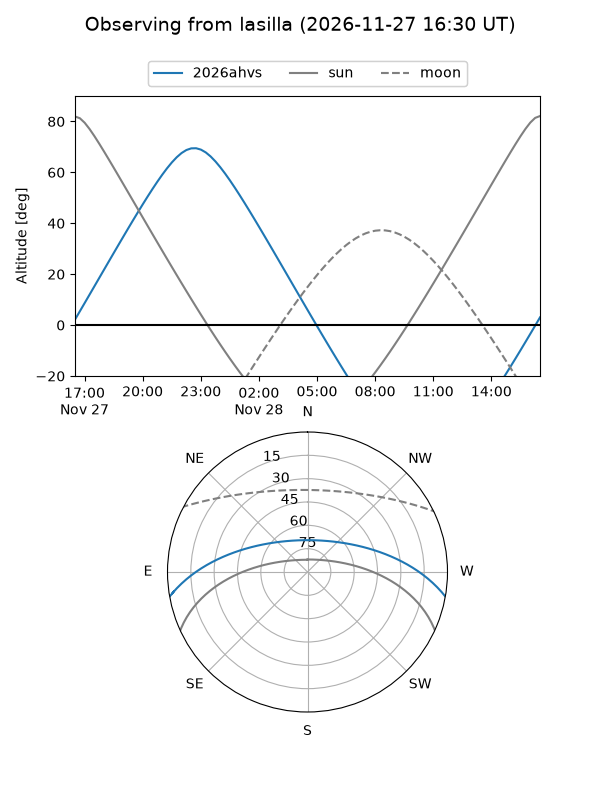 Observing from lasilla (2026-11-27 16:30 UT)
2026ahvs sun moon
Altitude [deg]
80
60
40
20
0
−20
17:00 20:00 23:00 02:00 05:00 08:00 11:00 14:00
Nov 27 Nov 28
N
NE NW
15
30
45
60
75
E W
SE SW
S